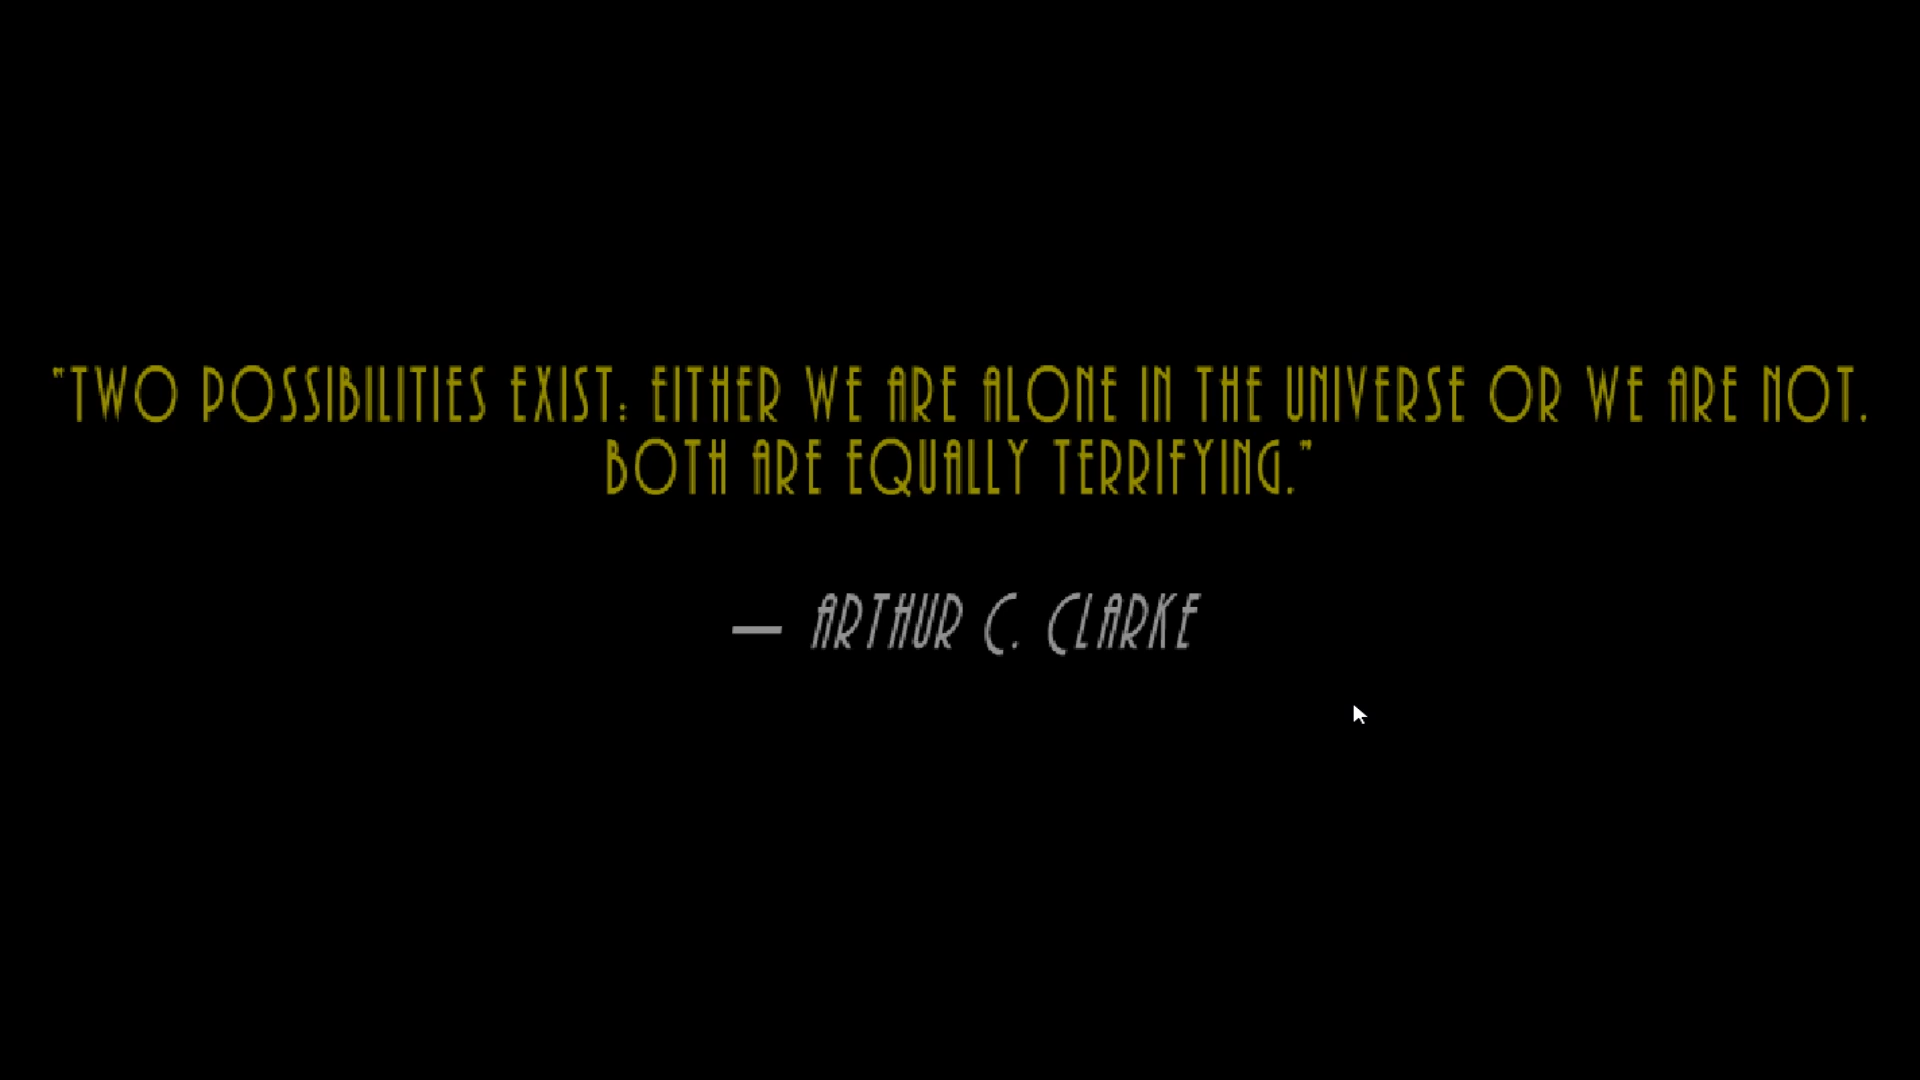 "TWO POSSIBILITIES EXIST: EITHER WE ARE ALONE IN THE UNIVERSE OR WE ARE NOT.
BOTH ARE EQUALLY TERRIFYING."
— ARTHUR C. CLARKE